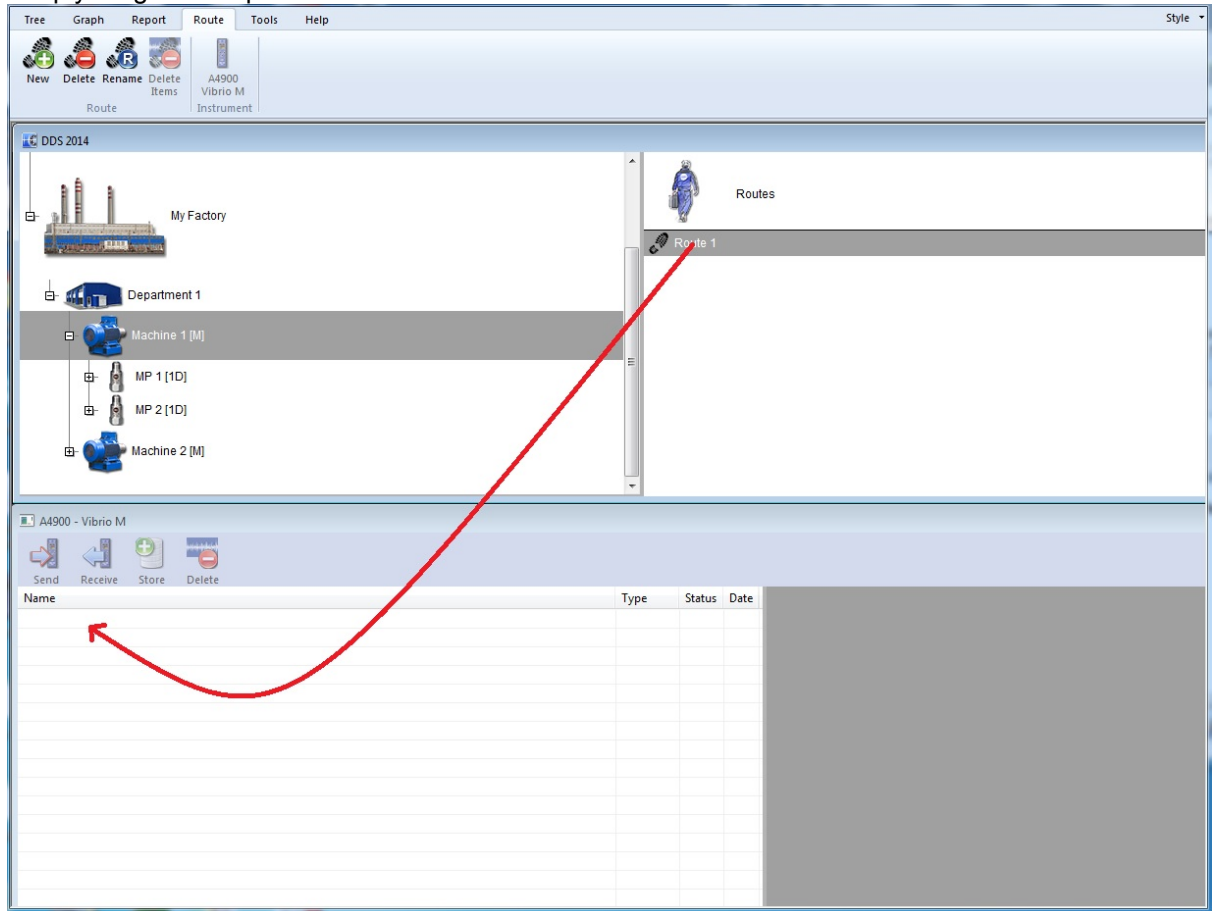 Tree Graph Report Route Tools Help Style
New Delete Rename Delete Items A4900 Vibrio M
Route Instrument
DDS 2014
My Factory
Department 1
Machine 1 [M]
MP 1 [1D]
MP 2 [1D]
Machine 2 [M]
Routes
Route 1
A4900 - Vibrio M
Send Receive Store Delete
Name Type Status Date